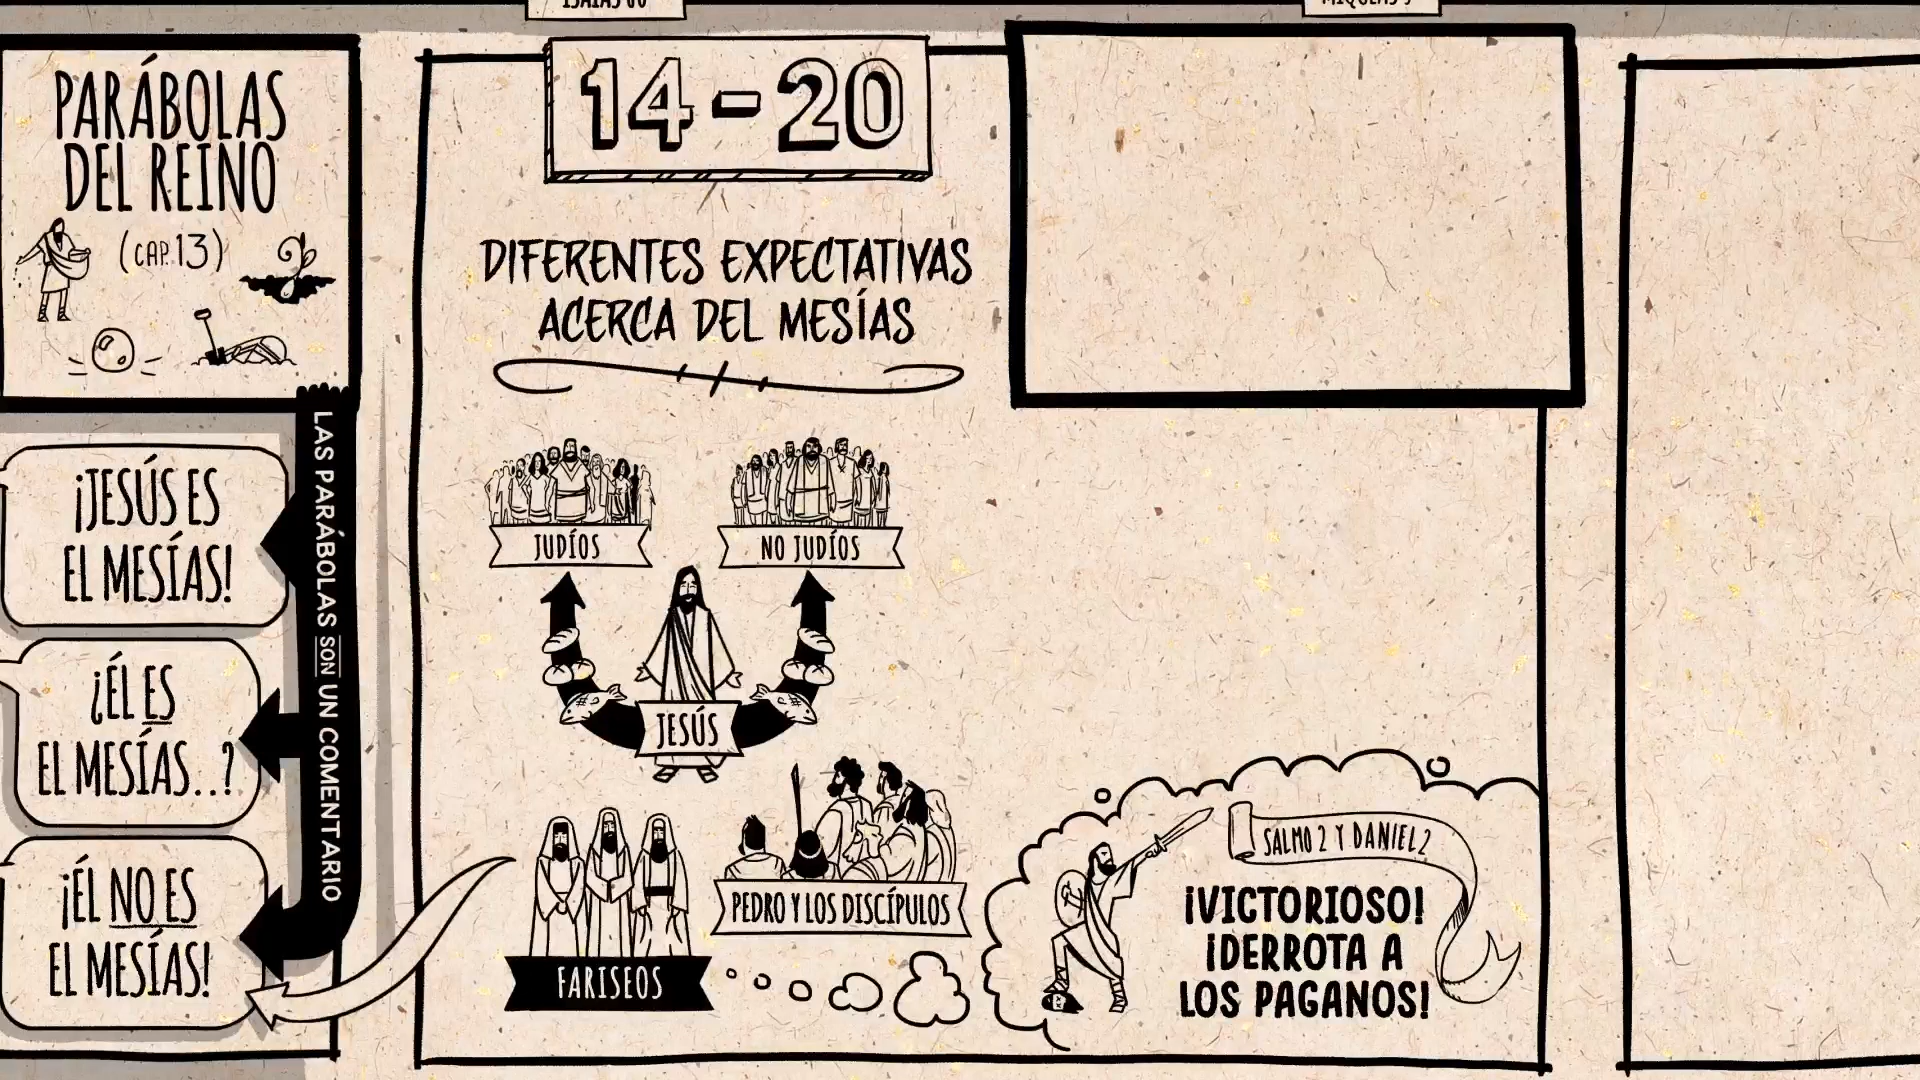 PARÁBOLAS
DEL REINO
(CAP. 13)
¡JESÚS ES
EL MESÍAS!
¿ÉL ES
EL MESÍAS..?
¡ÉL NO ES
EL MESÍAS!
LAS PARÁBOLAS SON UN COMENTARIO
14-20
DIFERENTES EXPECTATIVAS
ACERCA DEL MESÍAS
JUDÍOS
NO JUDÍOS
JESÚS
PEDRO Y LOS DISCÍPULOS
FARISEOS
SALMO 2 Y DANIEL 2
¡VICTORIOSO!
¡DERROTA A
LOS PAGANOS!